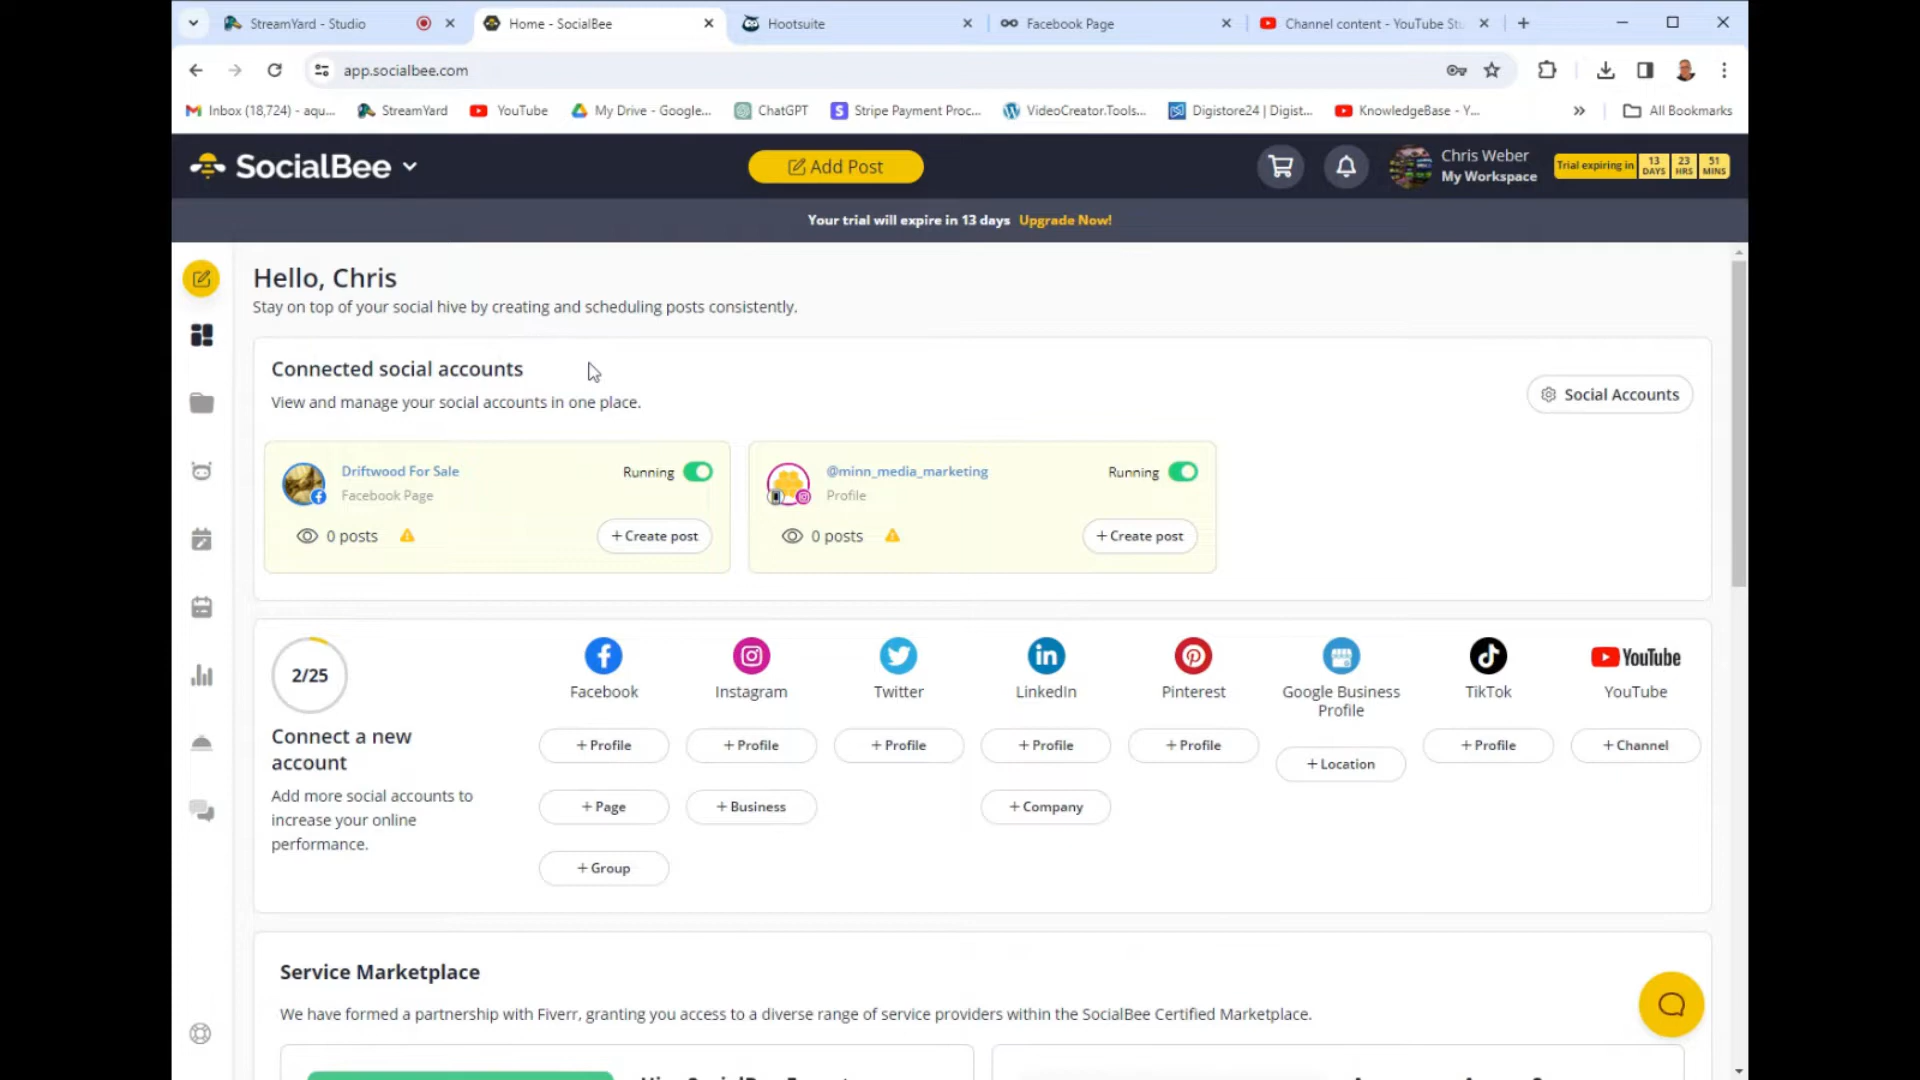 StreamYard - Studio
Home - SocialBee
Hootsuite
Facebook Page
Channel content - YouTube St
app.socialbee.com
Inbox (18,724) - aqu...
StreamYard
YouTube
My Drive - Google...
ChatGPT
Stripe Payment Proc...
VideoCreator.Tools...
Digistore24 | Digist...
KnowledgeBase - Y...
All Bookmarks
SocialBee
Add Post
Chris Weber
My Workspace
Trial expiring in
13 DAYS
23 HRS
51 MINS
Your trial will expire in 13 days Upgrade Now!
Hello, Chris
Stay on top of your social hive by creating and scheduling posts consistently.
Connected social accounts
View and manage your social accounts in one place.
Social Accounts
Driftwood For Sale
Facebook Page
Running
0 posts
+ Create post
@minn_media_marketing
Profile
Running
0 posts
+ Create post
2/25
Connect a new
account
Add more social accounts to
increase your online
performance.
Facebook
+ Profile
+ Page
+ Group
Instagram
+ Profile
+ Business
Twitter
+ Profile
LinkedIn
+ Profile
+ Company
Pinterest
+ Profile
Google Business
Profile
+ Location
TikTok
+ Profile
YouTube
YouTube
+ Channel
Service Marketplace
We have formed a partnership with Fiverr, granting you access to a diverse range of service providers within the SocialBee Certified Marketplace.